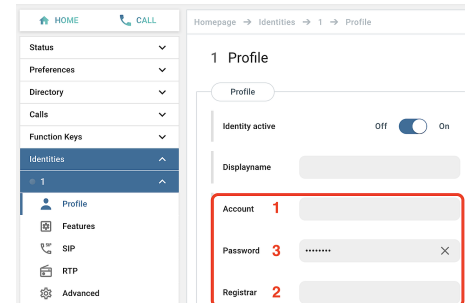 HOME
CALL
Homepage → Identities → 1 → Profile
Status
Preferences
Directory
Calls
Function Keys
Identities
1
Profile
Features
SIP
RTP
Advanced
1 Profile
Profile
Identity active Off On
Displayname
Account 1
Password 3 ••••••••
Registrar 2